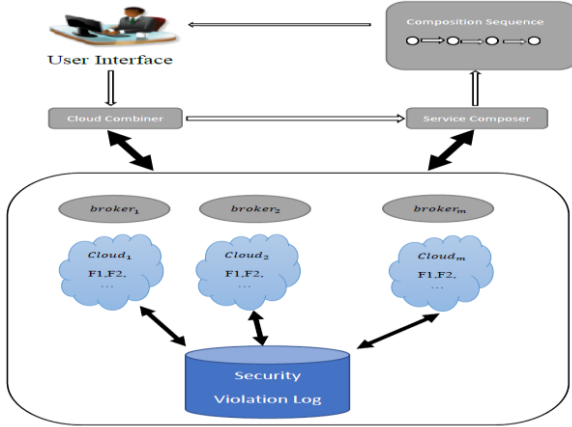 Composition Sequence
User Interface
Cloud Combiner
Service Composer
broker₁
broker₂
brokerₘ
Cloud₁
F1,F2,
...
Cloud₂
F1,F2,
...
Cloudₘ
F1,F2,
...
Security
Violation Log